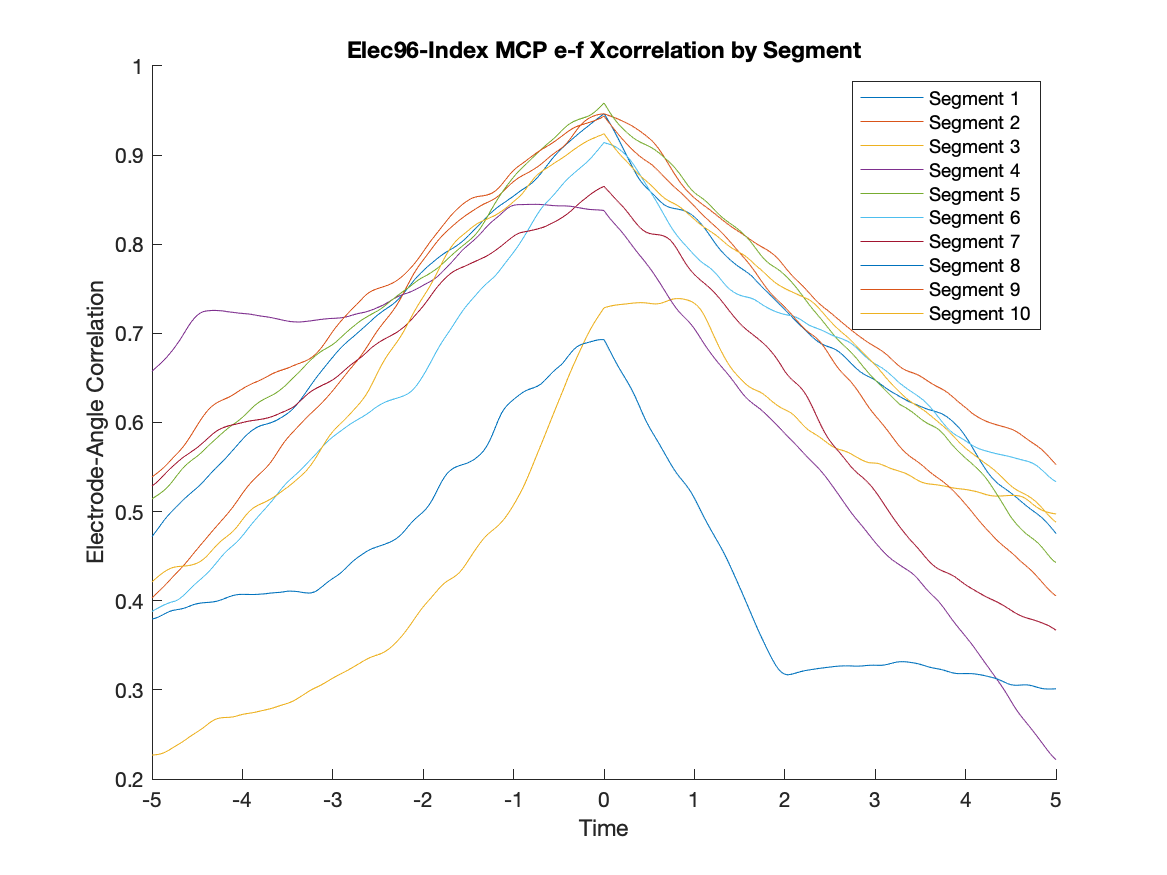 Elec96-Index MCP e-f Xcorrelation by Segment
1
0.9
0.8
0.7
0.6
0.5
0.4
0.3
0.2
Electrode-Angle Correlation
Segment 1
Segment 2
Segment 3
Segment 4
Segment 5
Segment 6
Segment 7
Segment 8
Segment 9
Segment 10
-5 -4 -3 -2 -1 0 1 2 3 4 5
Time